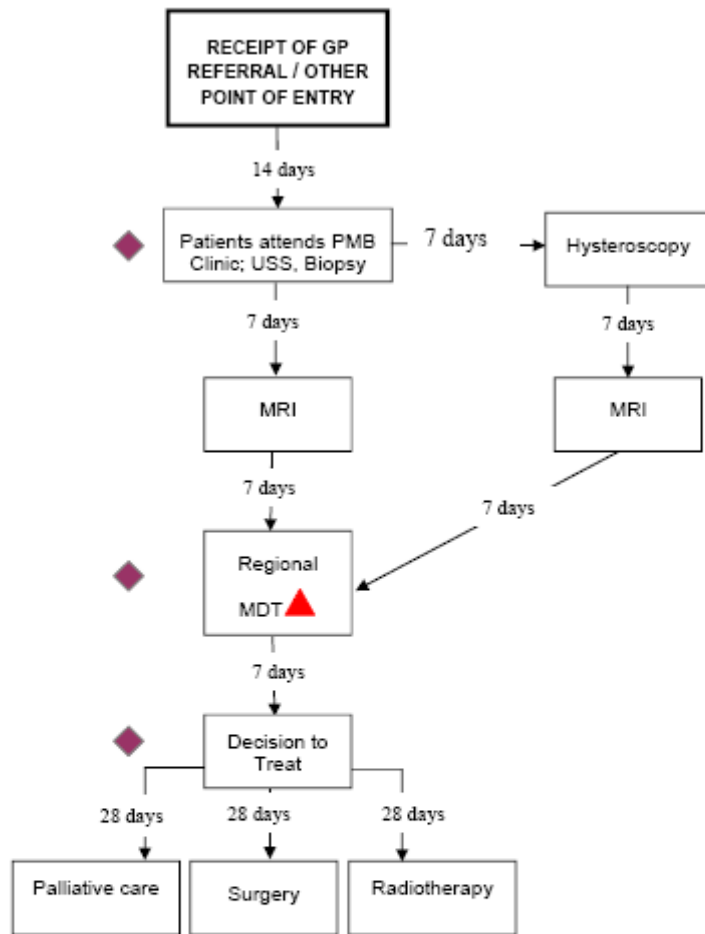 RECEIPT OF GP
REFERRAL / OTHER
POINT OF ENTRY
14 days
Patients attends PMB
Clinic; USS, Biopsy
7 days
Hysteroscopy
7 days
7 days
MRI
MRI
7 days
7 days
Regional
MDT
7 days
Decision to
Treat
28 days
28 days
28 days
Palliative care
Surgery
Radiotherapy